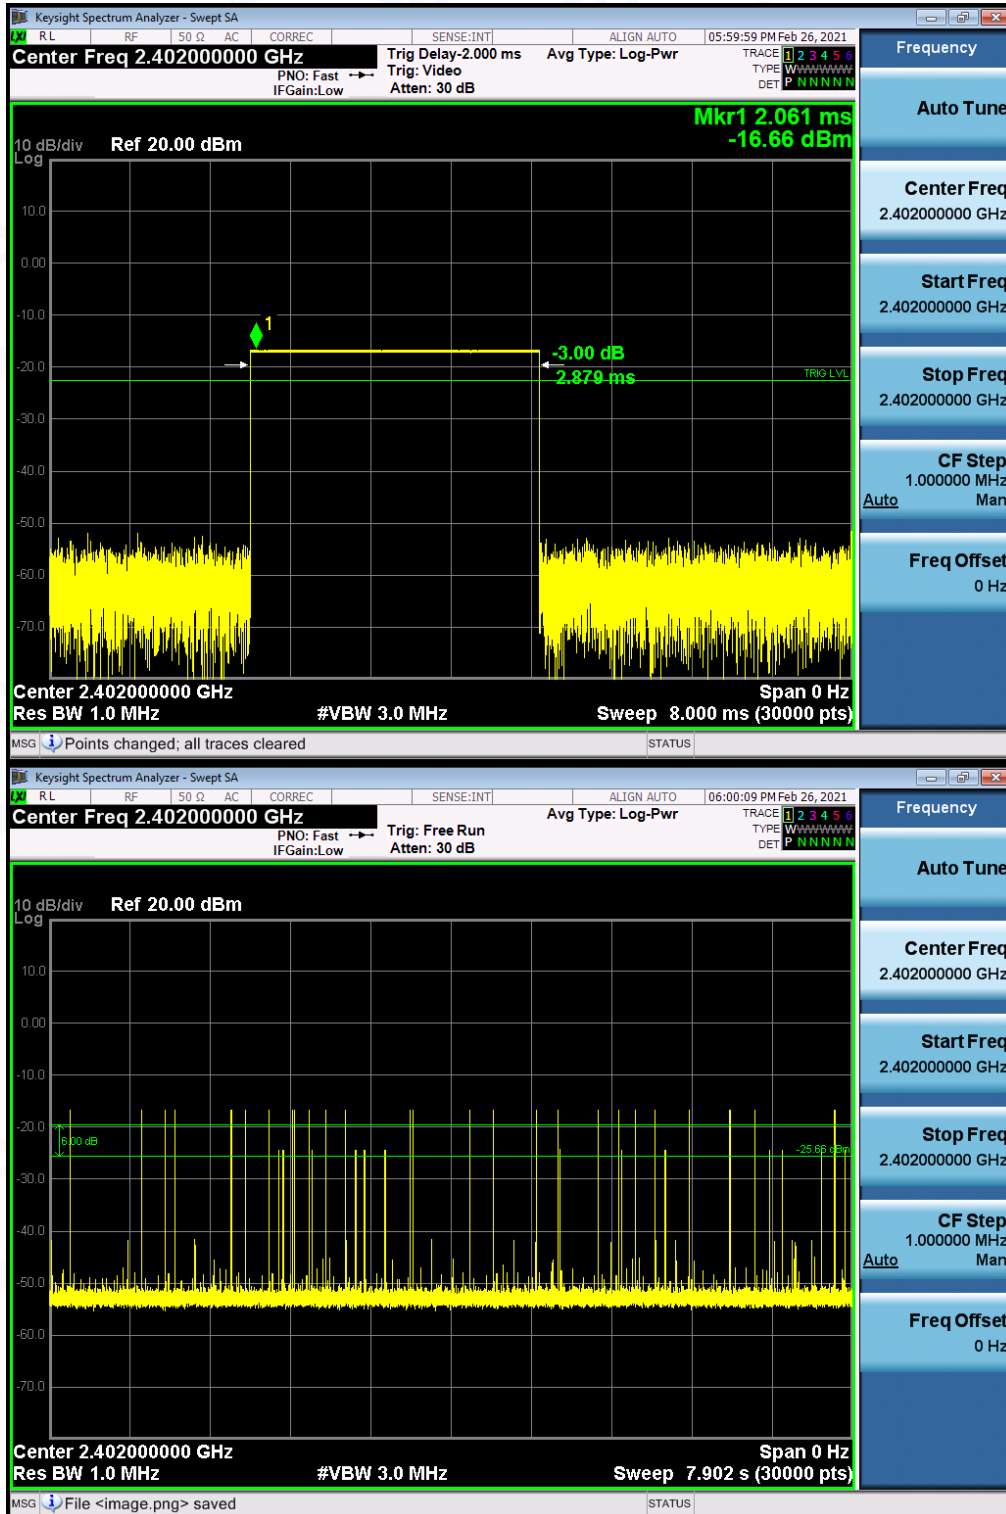 Keysight Spectrum Analyzer - Swept SA
LXI RL RF 50 Ω AC CORREC SENSE:INT ALIGN AUTO 05:59:59 PM Feb 26, 2021
Center Freq 2.402000000 GHz Trig Delay-2.000 ms Avg Type: Log-Pwr TRACE 1 2 3 4 5 6
PNO: Fast Trig: Video TYPE WWWWWW
IFGain:Low Atten: 30 dB DET P N N N N N
Frequency
Mkr1 2.061 ms
-16.66 dBm
10 dB/div Ref 20.00 dBm
Log
10.0
0.00
-10.0
1
-3.00 dB
-20.0
2.879 ms
TRIG LVL
-30.0
-40.0
-50.0
-60.0
-70.0
Center 2.402000000 GHz Span 0 Hz
Res BW 1.0 MHz #VBW 3.0 MHz Sweep 8.000 ms (30000 pts)
MSG Points changed; all traces cleared STATUS
Auto Tune
Center Freq
2.402000000 GHz
Start Freq
2.402000000 GHz
Stop Freq
2.402000000 GHz
CF Step
1.000000 MHz
Auto Man
Freq Offset
0 Hz
Keysight Spectrum Analyzer - Swept SA
LXI RL RF 50 Ω AC CORREC SENSE:INT ALIGN AUTO 06:00:09 PM Feb 26, 2021
Center Freq 2.402000000 GHz Avg Type: Log-Pwr TRACE 1 2 3 4 5 6
PNO: Fast Trig: Free Run TYPE WWWWWW
IFGain:Low Atten: 30 dB DET P N N N N N
Frequency
10 dB/div Ref 20.00 dBm
Log
10.0
0.00
-10.0
-20.0
6.00 dB
-25.66 dBm
-30.0
-40.0
-50.0
-60.0
-70.0
Center 2.402000000 GHz Span 0 Hz
Res BW 1.0 MHz #VBW 3.0 MHz Sweep 7.902 s (30000 pts)
MSG File <image.png> saved STATUS
Auto Tune
Center Freq
2.402000000 GHz
Start Freq
2.402000000 GHz
Stop Freq
2.402000000 GHz
CF Step
1.000000 MHz
Auto Man
Freq Offset
0 Hz